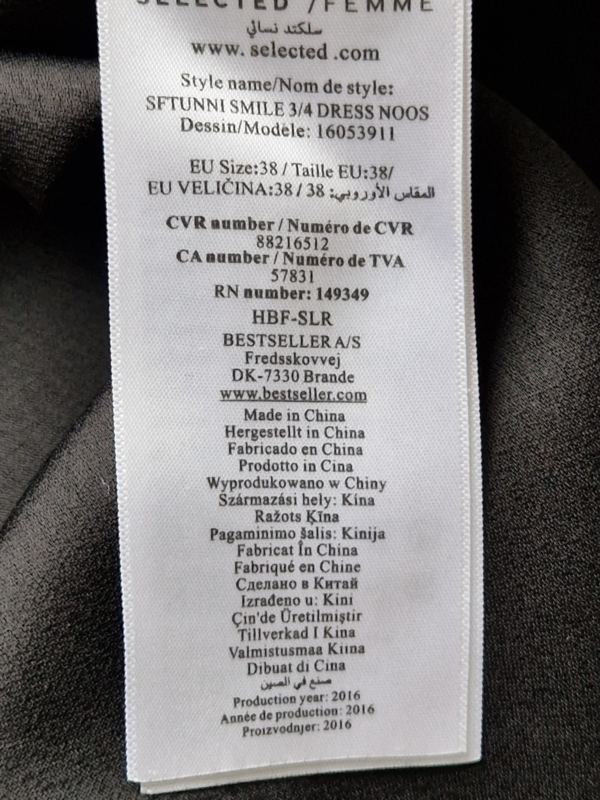 SELECTED /FEMME
سلكتد نسائي
www. selected .com
Style name/Nom de style:
SFTUNNI SMILE 3/4 DRESS NOOS
Dessin/Modèle: 16053911
EU Size:38 / Taille EU:38/
EU VELIČINA:38 / 38 :المقاس الأوروبي
CVR number / Numéro de CVR
88216512
CA number / Numéro de TVA
57831
RN number: 149349
HBF-SLR
BESTSELLER A/S
Fredsskovvej
DK-7330 Brande
www.bestseller.com
Made in China
Hergestellt in China
Fabricado en China
Prodotto in Cina
Wyprodukowano w Chiny
Származási hely: Kína
Ražots Ķīna
Pagaminimo šalis: Kinija
Fabricat În China
Fabriqué en Chine
Сделано в Китай
Izrađeno u: Kini
Çin'de Üretilmiştir
Tillverkad I Kina
Valmistusmaa Kiina
Dibuat di Cina
صنع في الصين
Production year: 2016
Année de production: 2016
Proizvodnjer: 2016